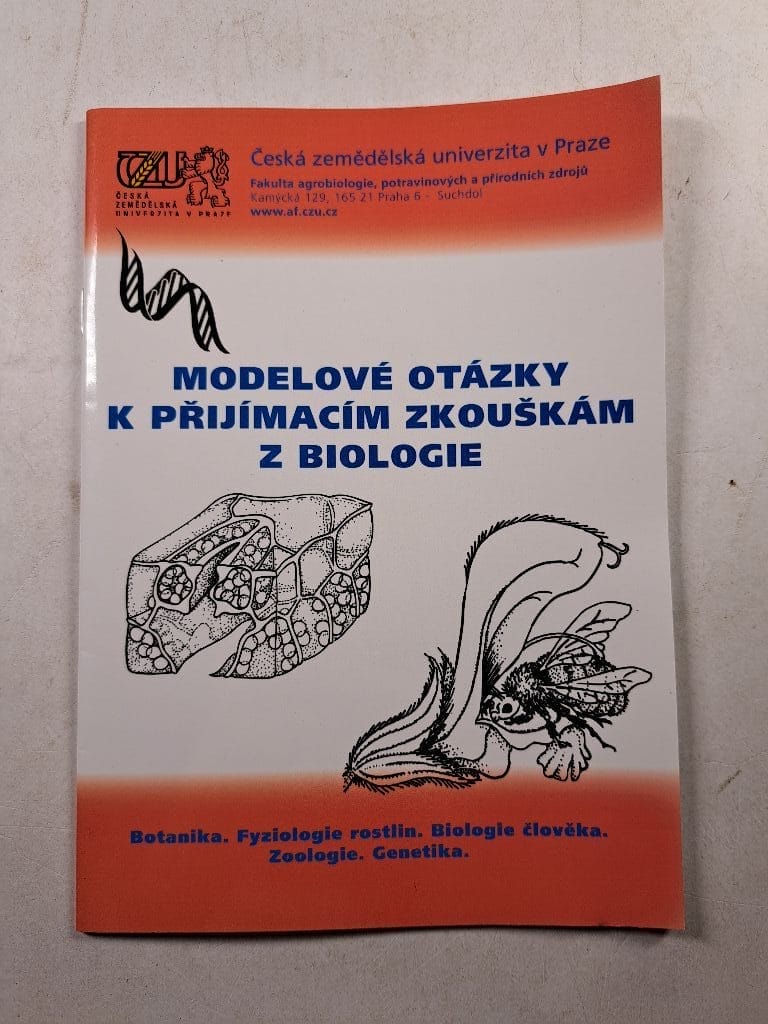 CZU
ČESKÁ
ZEMĚDĚLSKÁ
UNIVERZITA V PRAZE
Česká zemědělská univerzita v Praze
Fakulta agrobiologie, potravinových a přírodních zdrojů
Kamýcká 129, 165 21 Praha 6 - Suchdol
www.af.czu.cz
MODELOVÉ OTÁZKY
K PŘIJÍMACÍM ZKOUŠKÁM
Z BIOLOGIE
Botanika. Fyziologie rostlin. Biologie člověka.
Zoologie. Genetika.